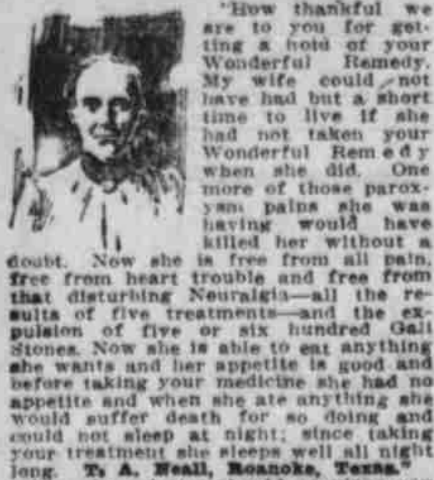 "How thankful we
are to you for get-
ting a hold of your
Wonderful Remedy.
My wife could not
have had but a short
time to live if she
had not taken your
Wonderful Remedy
when she did. One
more of those parox-
ysm pains she was
having would have
killed her without a
doubt. Now she is free from all pain,
free from heart trouble and free from
that disturbing Neuralgia—all the re-
sults of five treatments—and the ex-
pulsion of five or six hundred Gall
Stones. Now she is able to eat anything
she wants and her appetite is good and
before taking your medicine she had no
appetite and when she ate anything she
would suffer death for so doing and
could not sleep at night; since taking
your treatment she sleeps well all night
long. T. A. Neall, Roanoke, Texas."